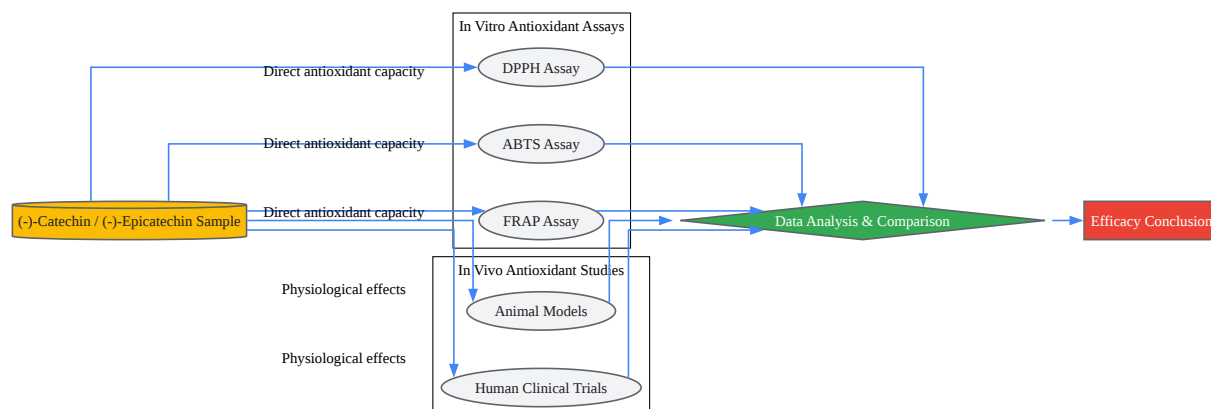 In Vitro Antioxidant Assays
DPPH Assay
Direct antioxidant capacity
ABTS Assay
Direct antioxidant capacity
(-)-Catechin / (-)-Epicatechin Sample
Direct antioxidant capacity
FRAP Assay
Data Analysis & Comparison
Efficacy Conclusion
In Vivo Antioxidant Studies
Physiological effects
Animal Models
Physiological effects
Human Clinical Trials